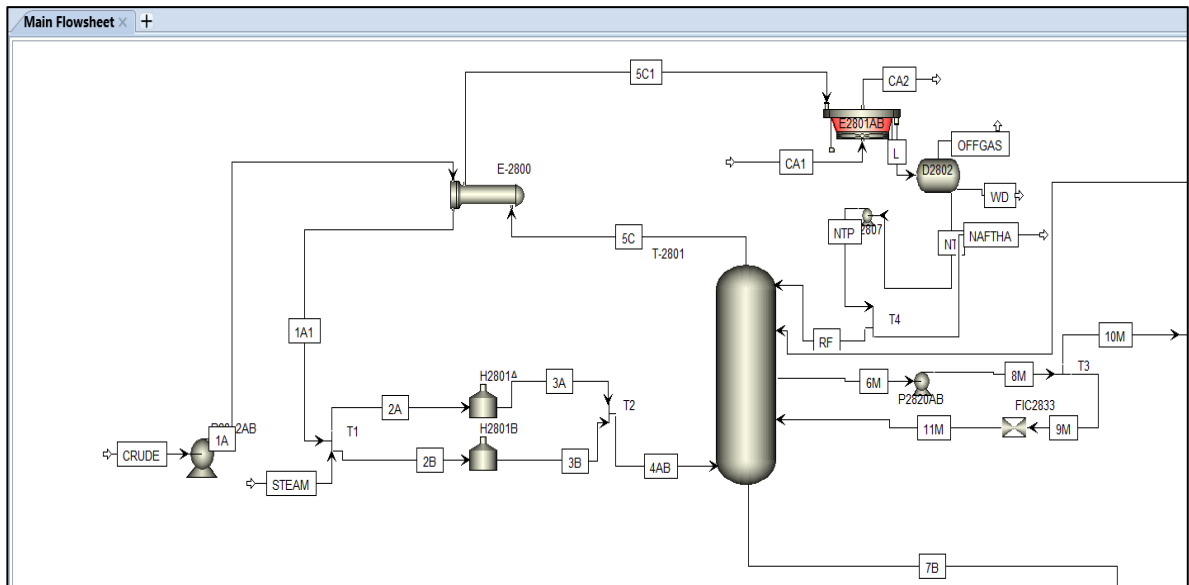 Main Flowsheet
5C1
CA2
E2801AB
OFFGAS
L
CA1
D2802
E-2800
WD
NTP
2807
NAFTHA
5C
T-2801
1A1
T4
10M
RF
8M
T3
6M
H2801A
3A
P2820AB
FIC2833
2A
T2
T1
11M
9M
H2801B
1A
2AB
CRUDE
2B
3B
4AB
STEAM
7B